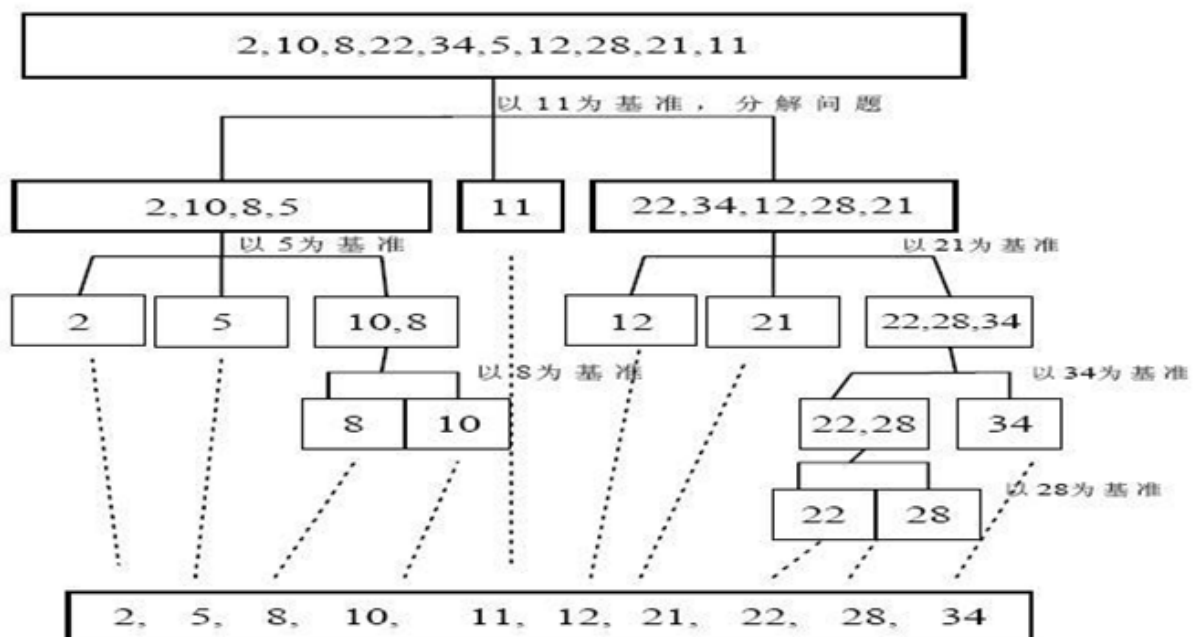 2,10,8,22,34,5,12,28,21,11
以 11为 基 准 ， 分 解 问 题
2,10,8,5
11
22,34,12,28,21
以 5为 基 准
以 21为 基 准
2
5
10,8
12
21
22,28,34
以 8为 基 准
以 34为 基 准
8
10
22,28
34
以 28为 基 准
22
28
2, 5, 8, 10, 11, 12, 21, 22, 28, 34